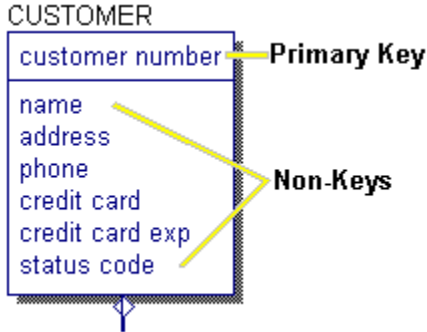 CUSTOMER
customer number
Primary Key
name
address
phone
credit card
credit card exp
status code
Non-Keys